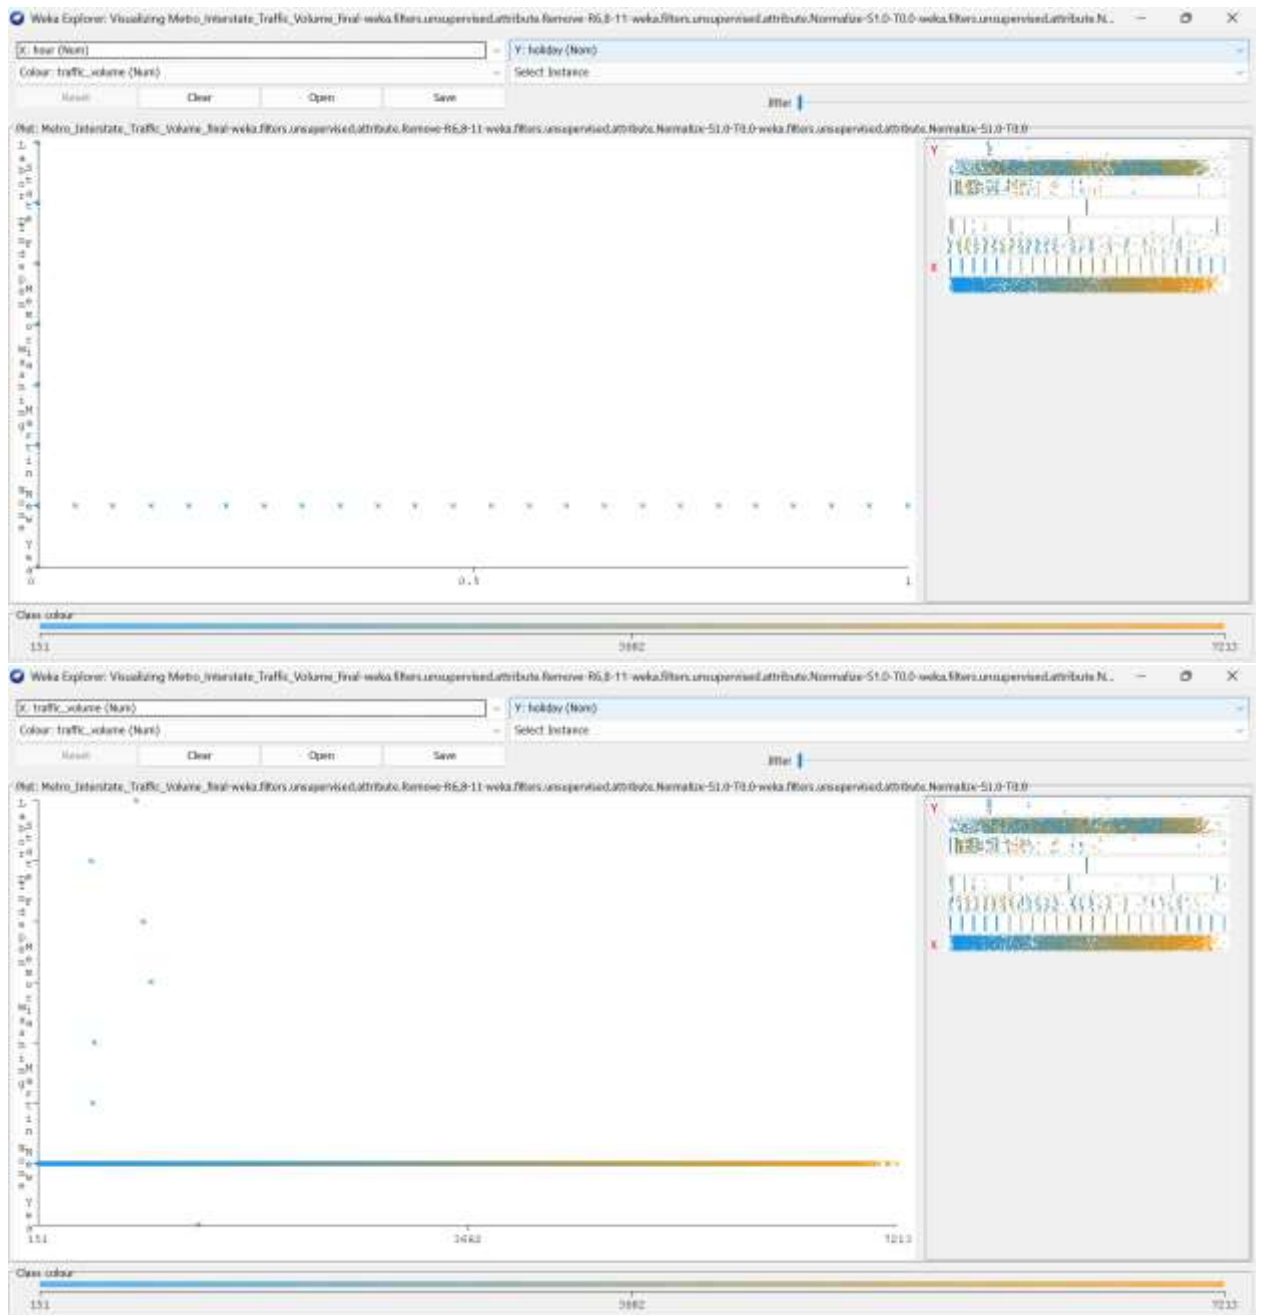 Weka Explorer: Visualizing Metro_Interstate_Traffic_Volume_final-weka.filters.unsupervised.attribute.Remove-R6,8-11-weka.filters.unsupervised.attribute.Normalize-S1.0-T0.0-weka.filters.unsupervised.attribute.N...
X: hour (Num)
Y: holiday (Nom)
Colour: traffic_volume (Num)
Select Instance
Reset
Clear
Open
Save
Jitter
Plot: Metro_Interstate_Traffic_Volume_final-weka.filters.unsupervised.attribute.Remove-R6,8-11-weka.filters.unsupervised.attribute.Normalize-S1.0-T0.0-weka.filters.unsupervised.attribute.Normalize-S1.0-T0.0
Y
X
0
0.5
1
Class colour
151
3682
7213
Weka Explorer: Visualizing Metro_Interstate_Traffic_Volume_final-weka.filters.unsupervised.attribute.Remove-R6,8-11-weka.filters.unsupervised.attribute.Normalize-S1.0-T0.0-weka.filters.unsupervised.attribute.N...
X: traffic_volume (Num)
Y: holiday (Nom)
Colour: traffic_volume (Num)
Select Instance
Reset
Clear
Open
Save
Jitter
Plot: Metro_Interstate_Traffic_Volume_final-weka.filters.unsupervised.attribute.Remove-R6,8-11-weka.filters.unsupervised.attribute.Normalize-S1.0-T0.0-weka.filters.unsupervised.attribute.Normalize-S1.0-T0.0
Y
X
151
3682
7213
Class colour
151
3682
7213